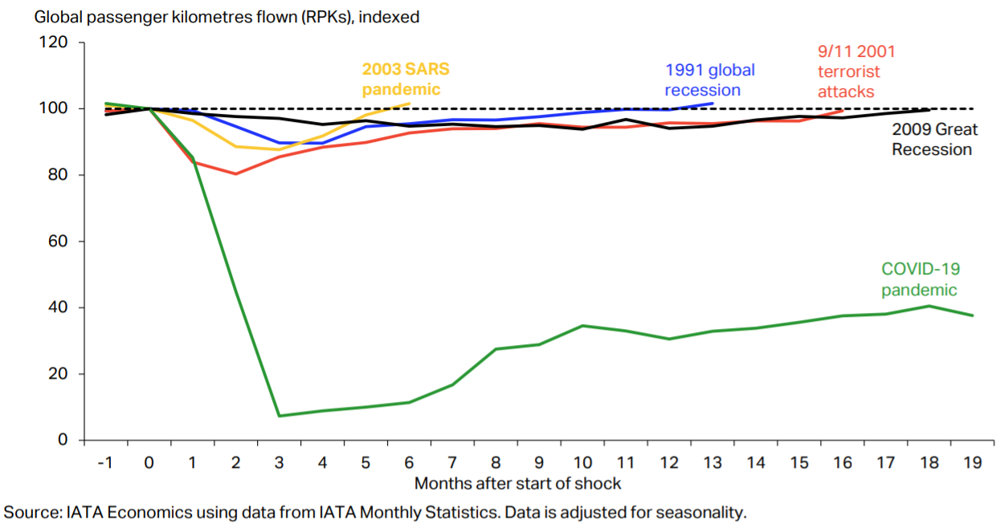 Global passenger kilometres flown (RPKs), indexed
120
100
80
60
40
20
0
2003 SARS
pandemic
1991 global
recession
9/11 2001
terrorist
attacks
2009 Great
Recession
COVID-19
pandemic
-1 0 1 2 3 4 5 6 7 8 9 10 11 12 13 14 15 16 17 18 19
Months after start of shock
Source: IATA Economics using data from IATA Monthly Statistics. Data is adjusted for seasonality.